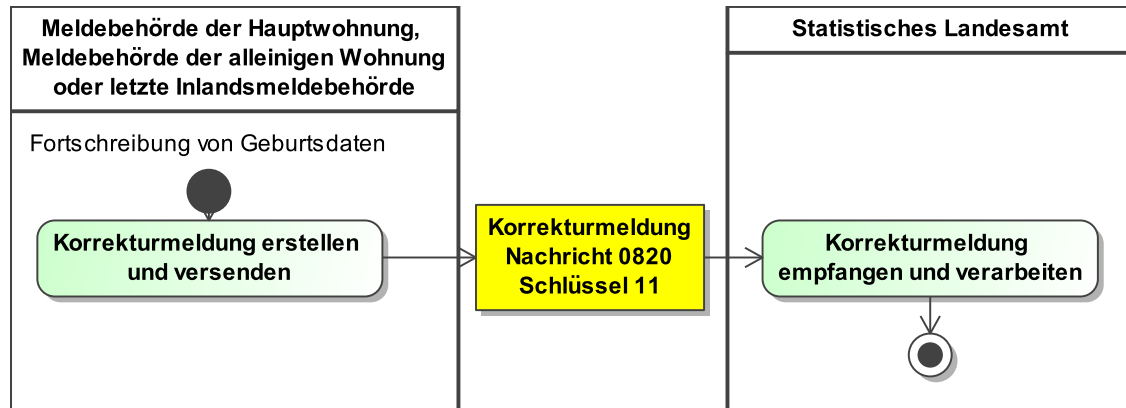 Meldebehörde der Hauptwohnung,
Meldebehörde der alleinigen Wohnung
oder letzte Inlandsmeldebehörde
Statistisches Landesamt
Fortschreibung von Geburtsdaten
Korrekturmeldung erstellen
und versenden
Korrekturmeldung
Nachricht 0820
Schlüssel 11
Korrekturmeldung
empfangen und verarbeiten